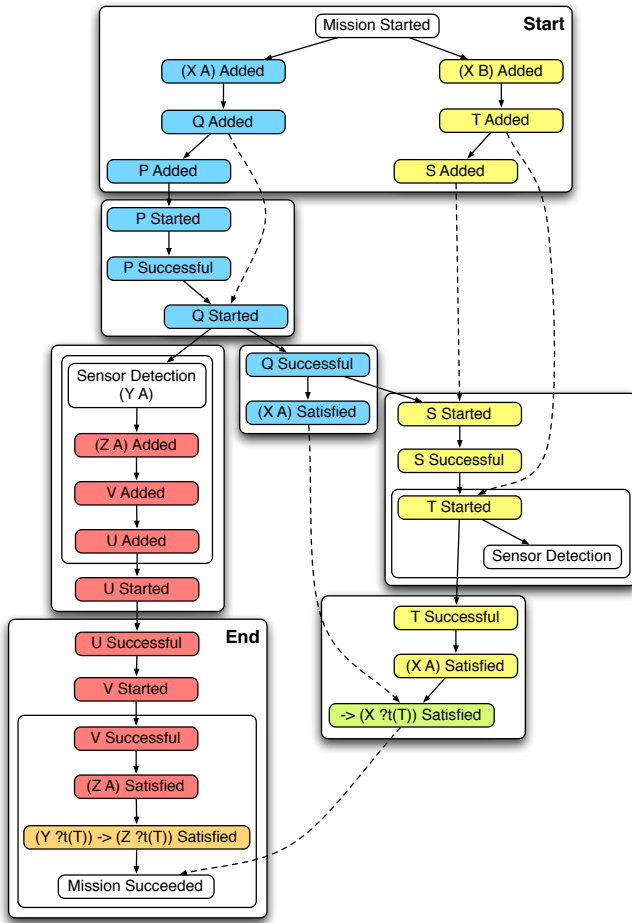 Mission Started
Start
(X A) Added
(X B) Added
Q Added
T Added
P Added
S Added
P Started
P Successful
Q Started
Sensor Detection
(Y A)
Q Successful
(X A) Satisfied
S Started
(Z A) Added
S Successful
V Added
T Started
U Added
Sensor Detection
U Started
T Successful
End
U Successful
(X A) Satisfied
V Started
-> (X ?t(T)) Satisfied
V Successful
(Z A) Satisfied
(Y ?t(T)) -> (Z ?t(T)) Satisfied
Mission Succeeded